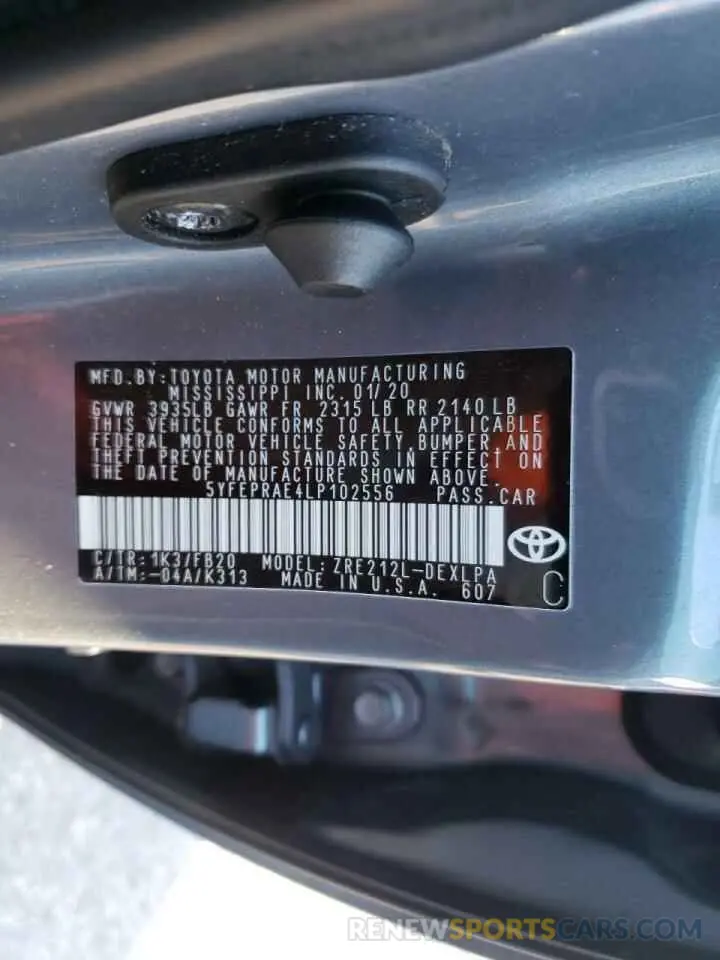 MFD. BY: TOYOTA MOTOR MANUFACTURING
MISSISSIPPI INC. 01/20
GVWR 3935LB GAWR FR 2315 LB RR 2140 LB
THIS VEHICLE CONFORMS TO ALL APPLICABLE
FEDERAL MOTOR VEHICLE SAFETY, BUMPER AND
THEFT PREVENTION STANDARDS IN EFFECT ON
THE DATE OF MANUFACTURE SHOWN ABOVE.
5YFEPRAE4LP102556 PASS. CAR
C/TR: 1K3/FB20 MODEL: ZRE212L-DEXLPA
A/TM: -04A/K313 MADE IN U.S.A. 607 C
RENEWSPORTSCARS.COM